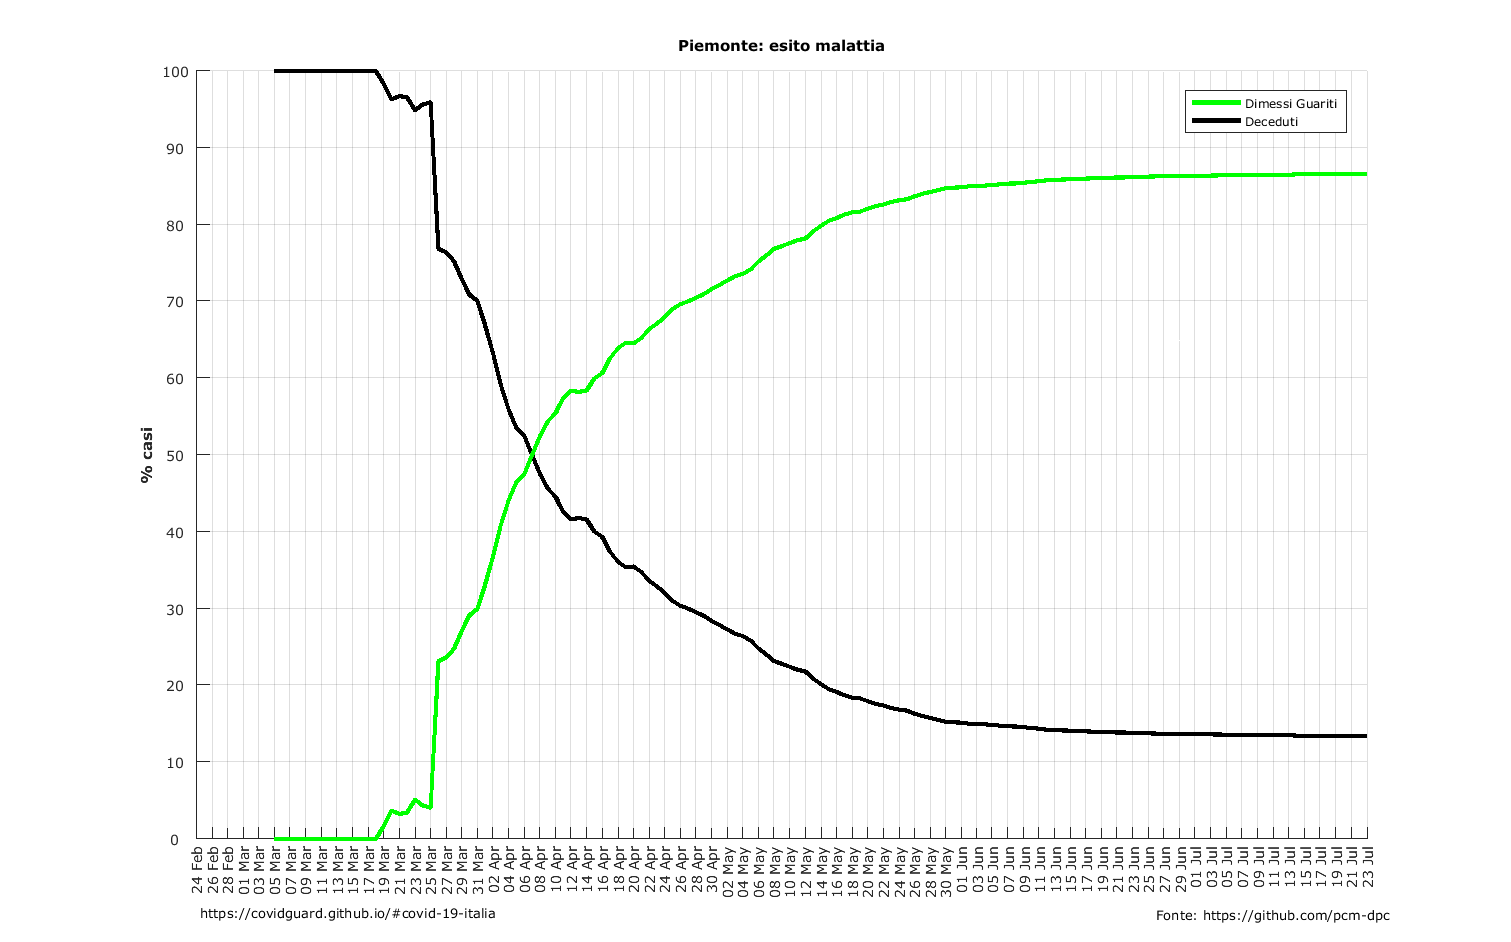 Piemonte: esito malattia
Dimessi Guariti
Deceduti
% casi
100
90
80
70
60
50
40
30
20
10
0
24 Feb
26 Feb
28 Feb
01 Mar
03 Mar
05 Mar
07 Mar
09 Mar
11 Mar
13 Mar
15 Mar
17 Mar
19 Mar
21 Mar
23 Mar
25 Mar
27 Mar
29 Mar
31 Mar
02 Apr
04 Apr
06 Apr
08 Apr
10 Apr
12 Apr
14 Apr
16 Apr
18 Apr
20 Apr
22 Apr
24 Apr
26 Apr
28 Apr
30 Apr
02 May
04 May
06 May
08 May
10 May
12 May
14 May
16 May
18 May
20 May
22 May
24 May
26 May
28 May
30 May
01 Jun
03 Jun
05 Jun
07 Jun
09 Jun
11 Jun
13 Jun
15 Jun
17 Jun
19 Jun
21 Jun
23 Jun
25 Jun
27 Jun
29 Jun
01 Jul
03 Jul
05 Jul
07 Jul
09 Jul
11 Jul
13 Jul
15 Jul
17 Jul
19 Jul
21 Jul
23 Jul
https://covidguard.github.io/#covid-19-italia
Fonte: https://github.com/pcm-dpc